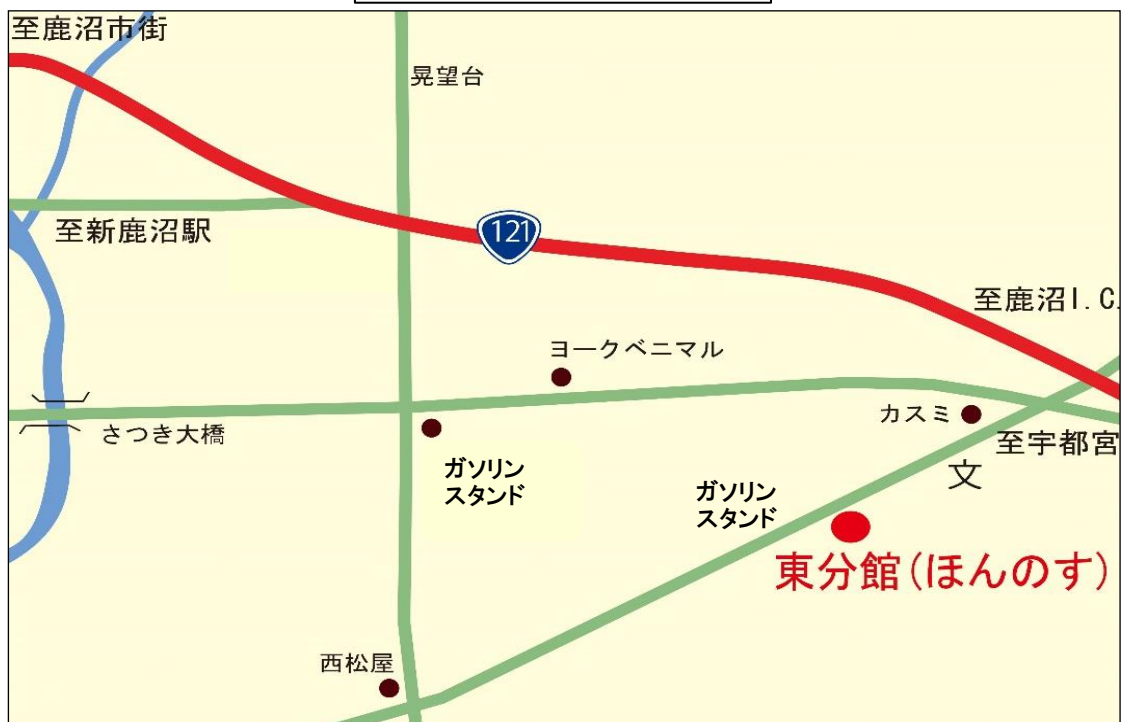 至鹿沼市街
晃望台
至新鹿沼駅
121
至鹿沼I.C.
ヨークベニマル
カスミ
さつき大橋
至宇都宮
ガソリン
スタンド
文
ガソリン
スタンド
東分館(ほんのす)
西松屋